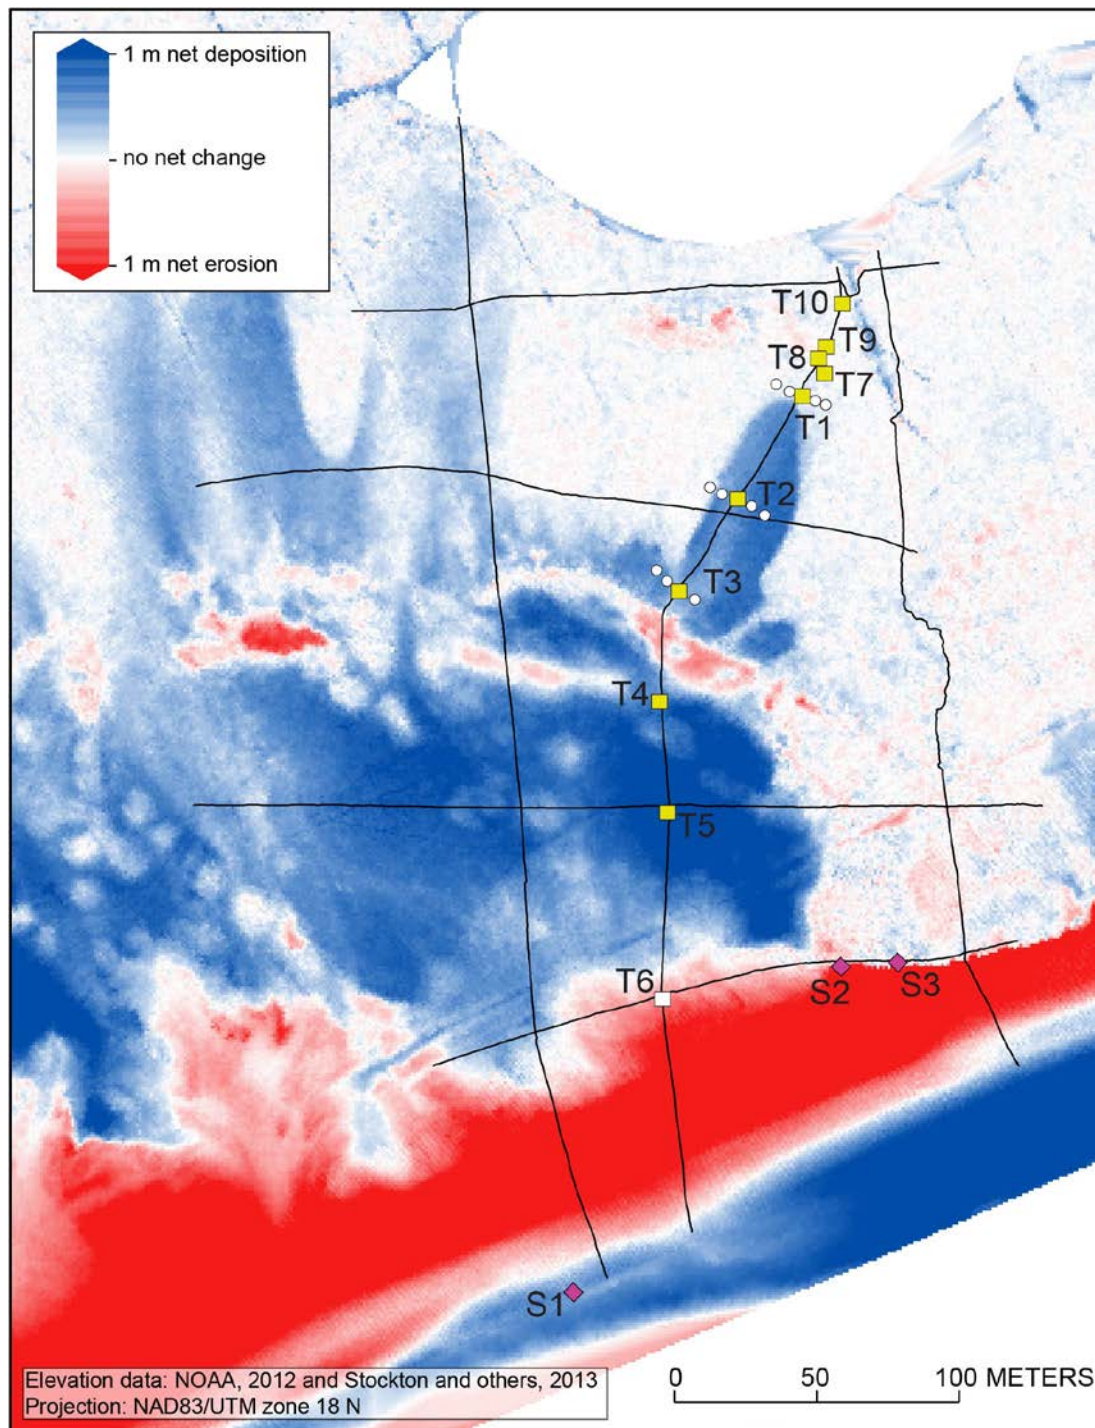 1 m net deposition
no net change
1 m net erosion
T10
T9
T8
T7
T1
T2
T3
T4
T5
T6
S2
S3
S1
Elevation data: NOAA, 2012 and Stockton and others, 2013
Projection: NAD83/UTM zone 18 N
0 50 100 METERS